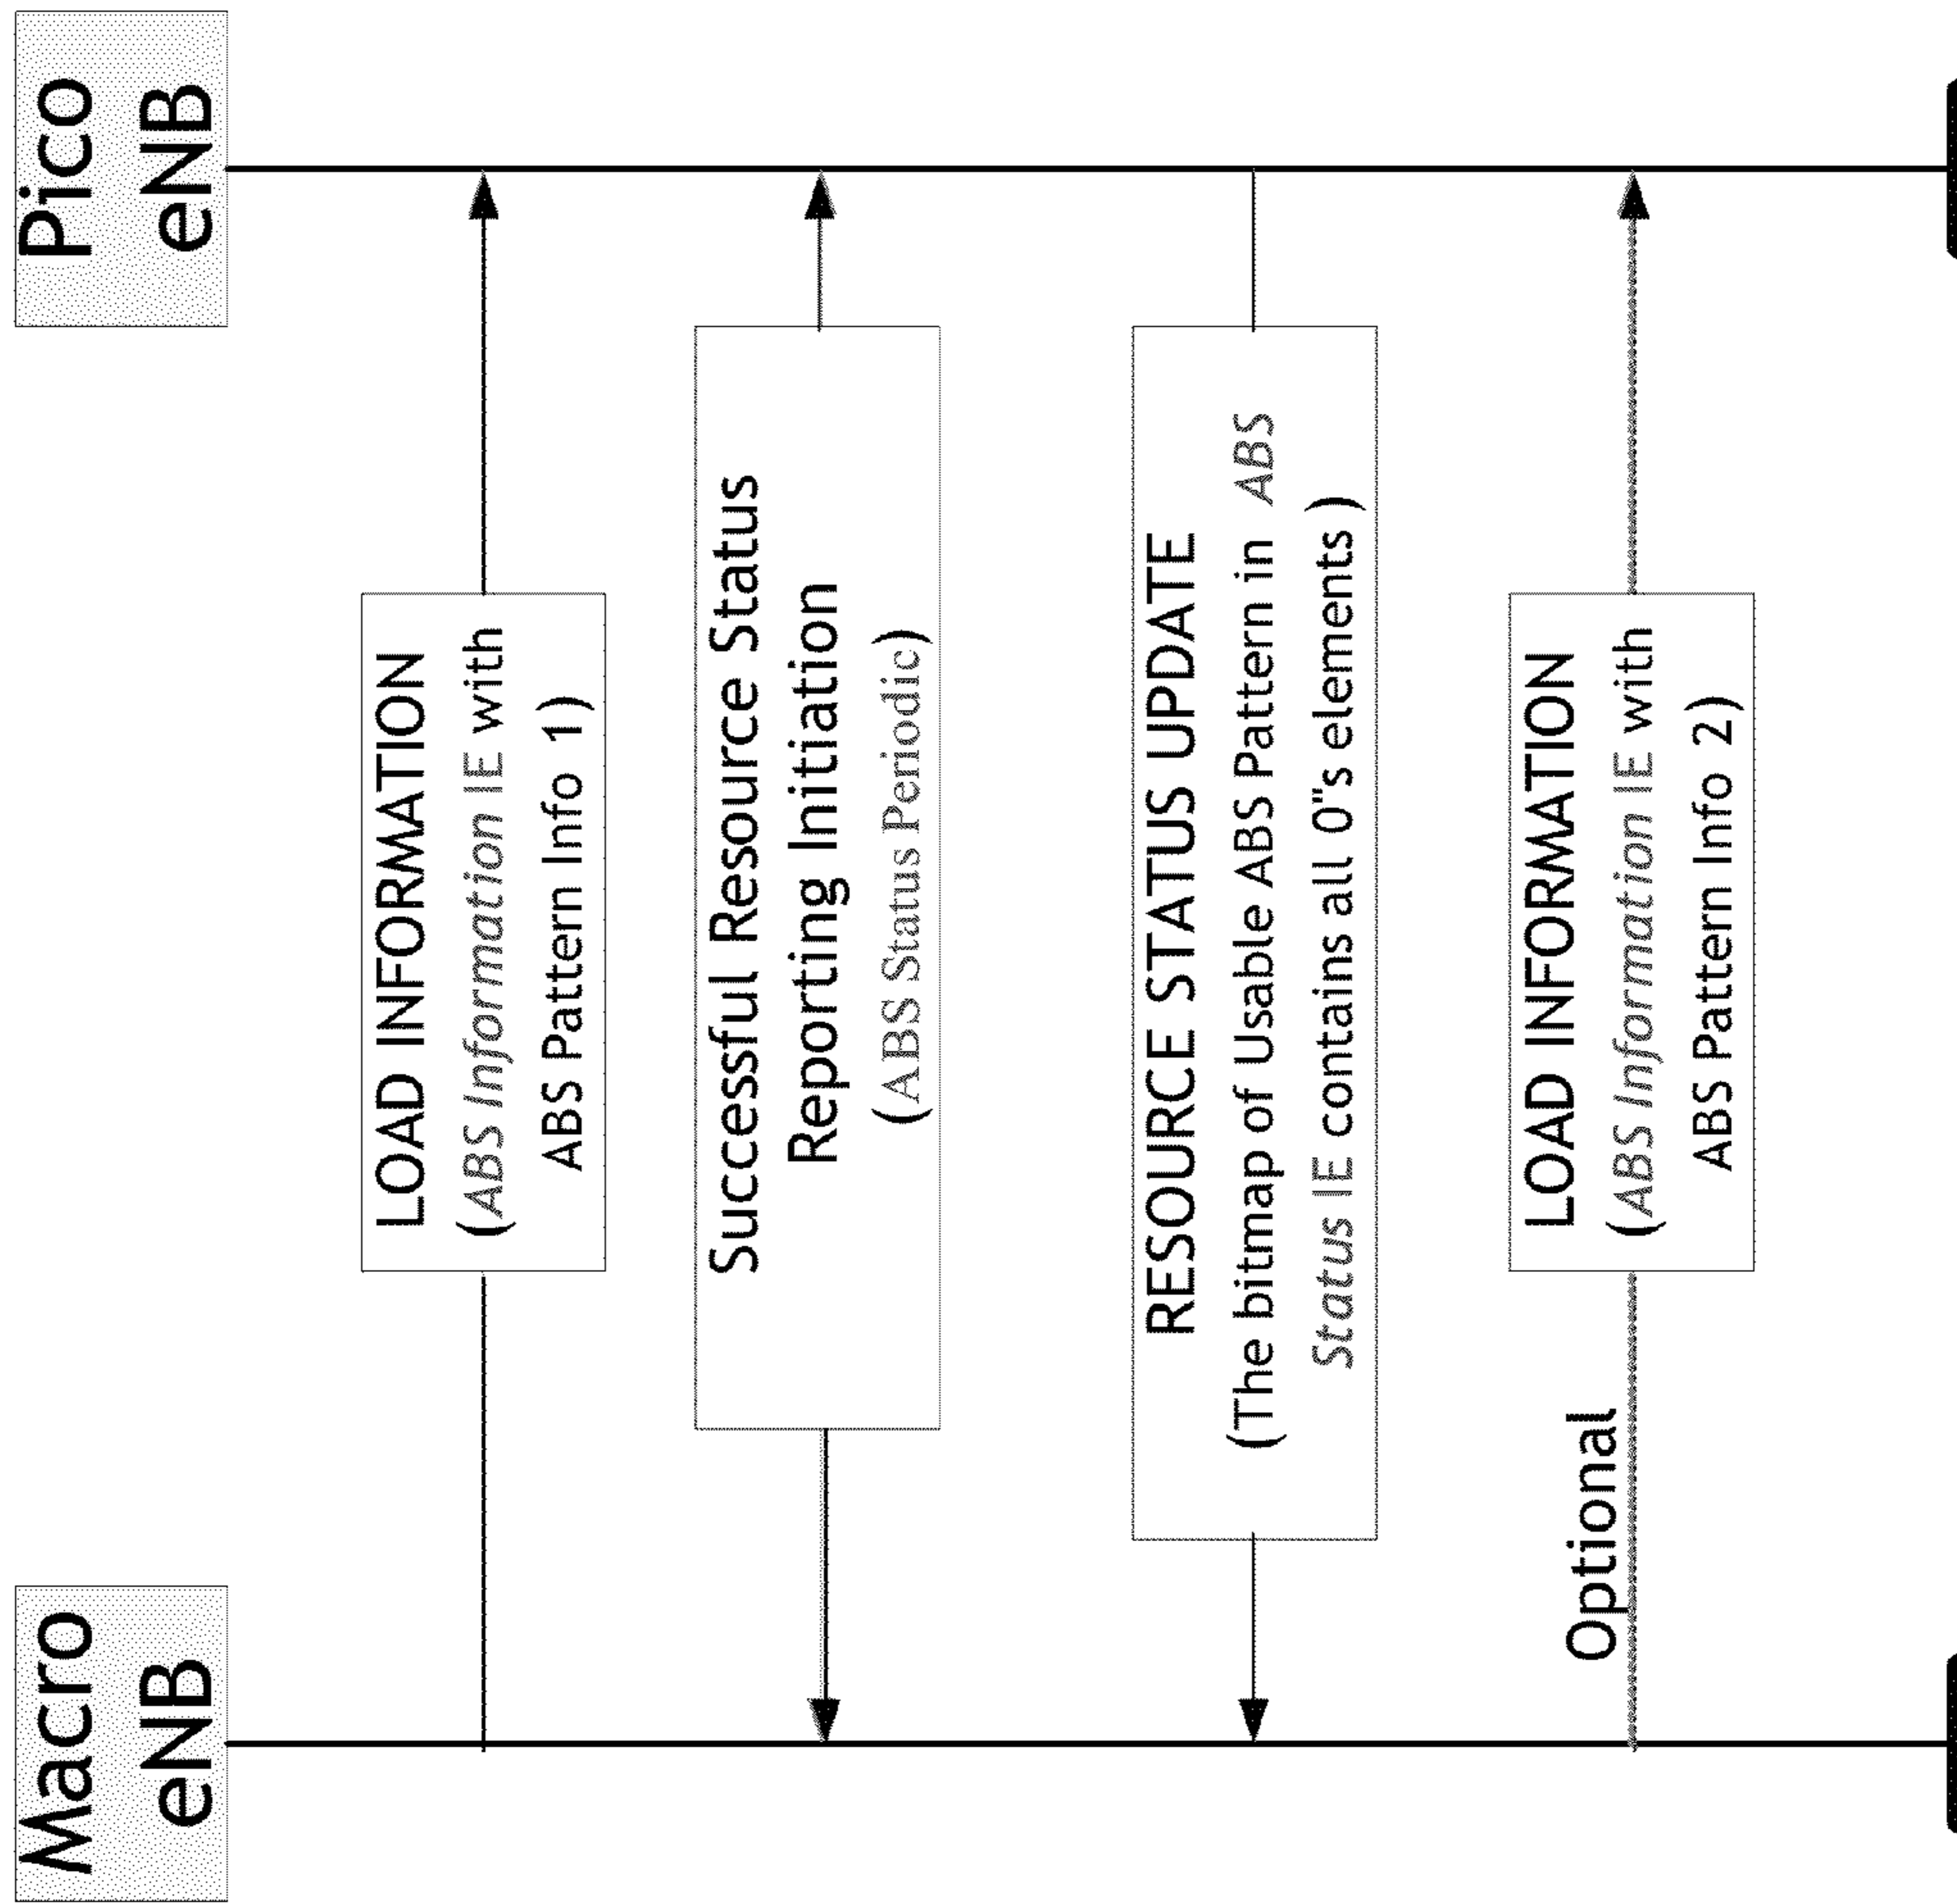 Macro
eNB
Pico
eNB
LOAD INFORMATION
(ABS Information IE with
ABS Pattern Info 1)
Successful Resource Status
Reporting Initiation
(ABS Status Periodic)
RESOURCE STATUS UPDATE
(The bitmap of Usable ABS Pattern in ABS
Status IE contains all 0"s elements)
Optional
LOAD INFORMATION
(ABS Information IE with
ABS Pattern Info 2)